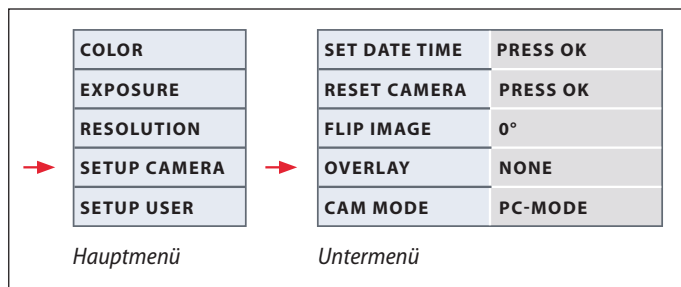 COLOR
EXPOSURE
RESOLUTION
SETUP CAMERA
SETUP USER
Hauptmenü
SET DATE TIME PRESS OK
RESET CAMERA PRESS OK
FLIP IMAGE 0°
OVERLAY NONE
CAM MODE PC-MODE
Untermenü